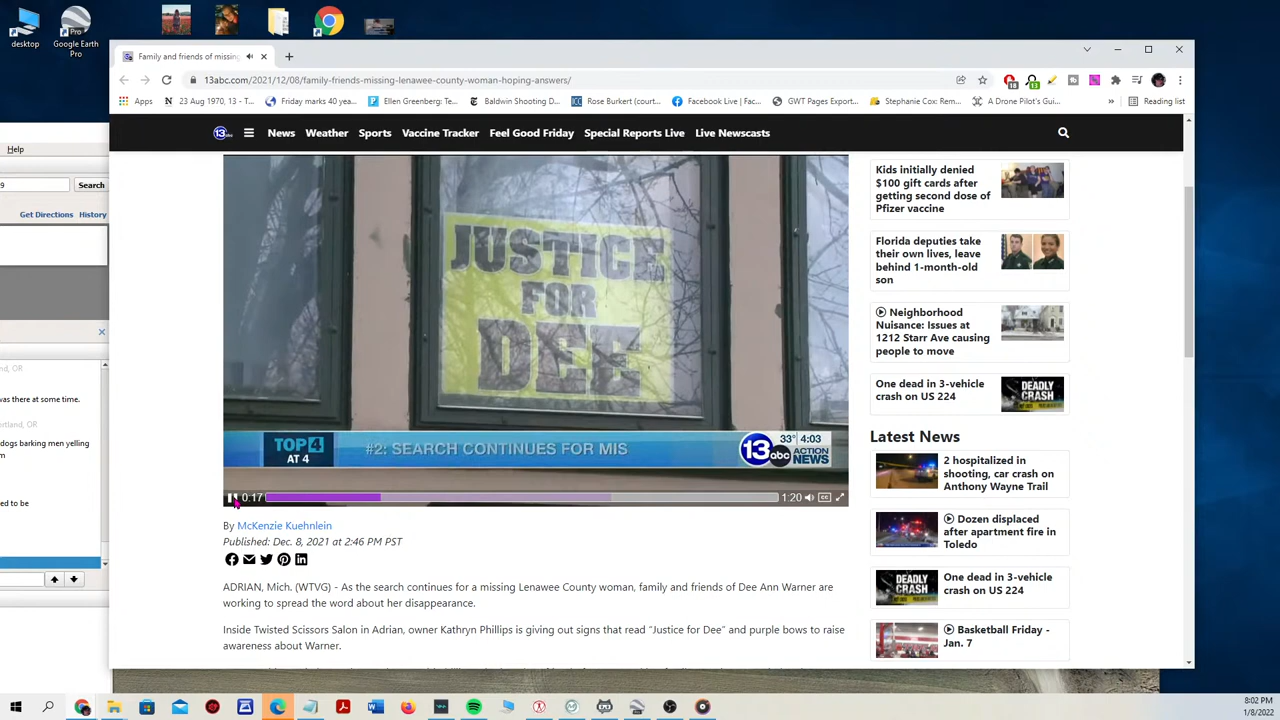 desktop
Google Earth
Pro
Family and friends of missing
13abc.com/2021/12/08/family-friends-missing-lenawee-county-woman-hoping-answers/
18
13
Apps
23 Aug 1970, 13 - T...
Friday marks 40 yea...
Ellen Greenberg: Te...
Baldwin Shooting D...
Rose Burkert (court...
Facebook Live | Fac...
GWT Pages Export...
Stephanie Cox: Rem...
A Drone Pilot's Gui...
»
Reading list
News
Weather
Sports
Vaccine Tracker
Feel Good Friday
Special Reports Live
Live Newscasts
Help
9
Search
Get Directions
History
nd, OR
was there at some time.
ortland, OR
dogs barking men yelling
m
ed to be
JUSTICE
FOR
DEE
TOP 4
AT 4
#2: SEARCH CONTINUES FOR MIS
13
abc
33° 4:03
ACTION
NEWS
0:17
1:20
CC
By McKenzie Kuehnlein
Published: Dec. 8, 2021 at 2:46 PM PST
ADRIAN, Mich. (WTVG) - As the search continues for a missing Lenawee County woman, family and friends of Dee Ann Warner are
working to spread the word about her disappearance.
Inside Twisted Scissors Salon in Adrian, owner Kathryn Phillips is giving out signs that read “Justice for Dee” and purple bows to raise
awareness about Warner.
Kids initially denied
$100 gift cards after
getting second dose of
Pfizer vaccine
Florida deputies take
their own lives, leave
behind 1-month-old
son
Neighborhood
Nuisance: Issues at
1212 Starr Ave causing
people to move
One dead in 3-vehicle
crash on US 224
DEADLY
CRASH
Latest News
2 hospitalized in
shooting, car crash on
Anthony Wayne Trail
Dozen displaced
after apartment fire in
Toledo
DEADLY
CRASH
One dead in 3-vehicle
crash on US 224
Basketball Friday -
Jan. 7
8:02 PM
1/8/2022